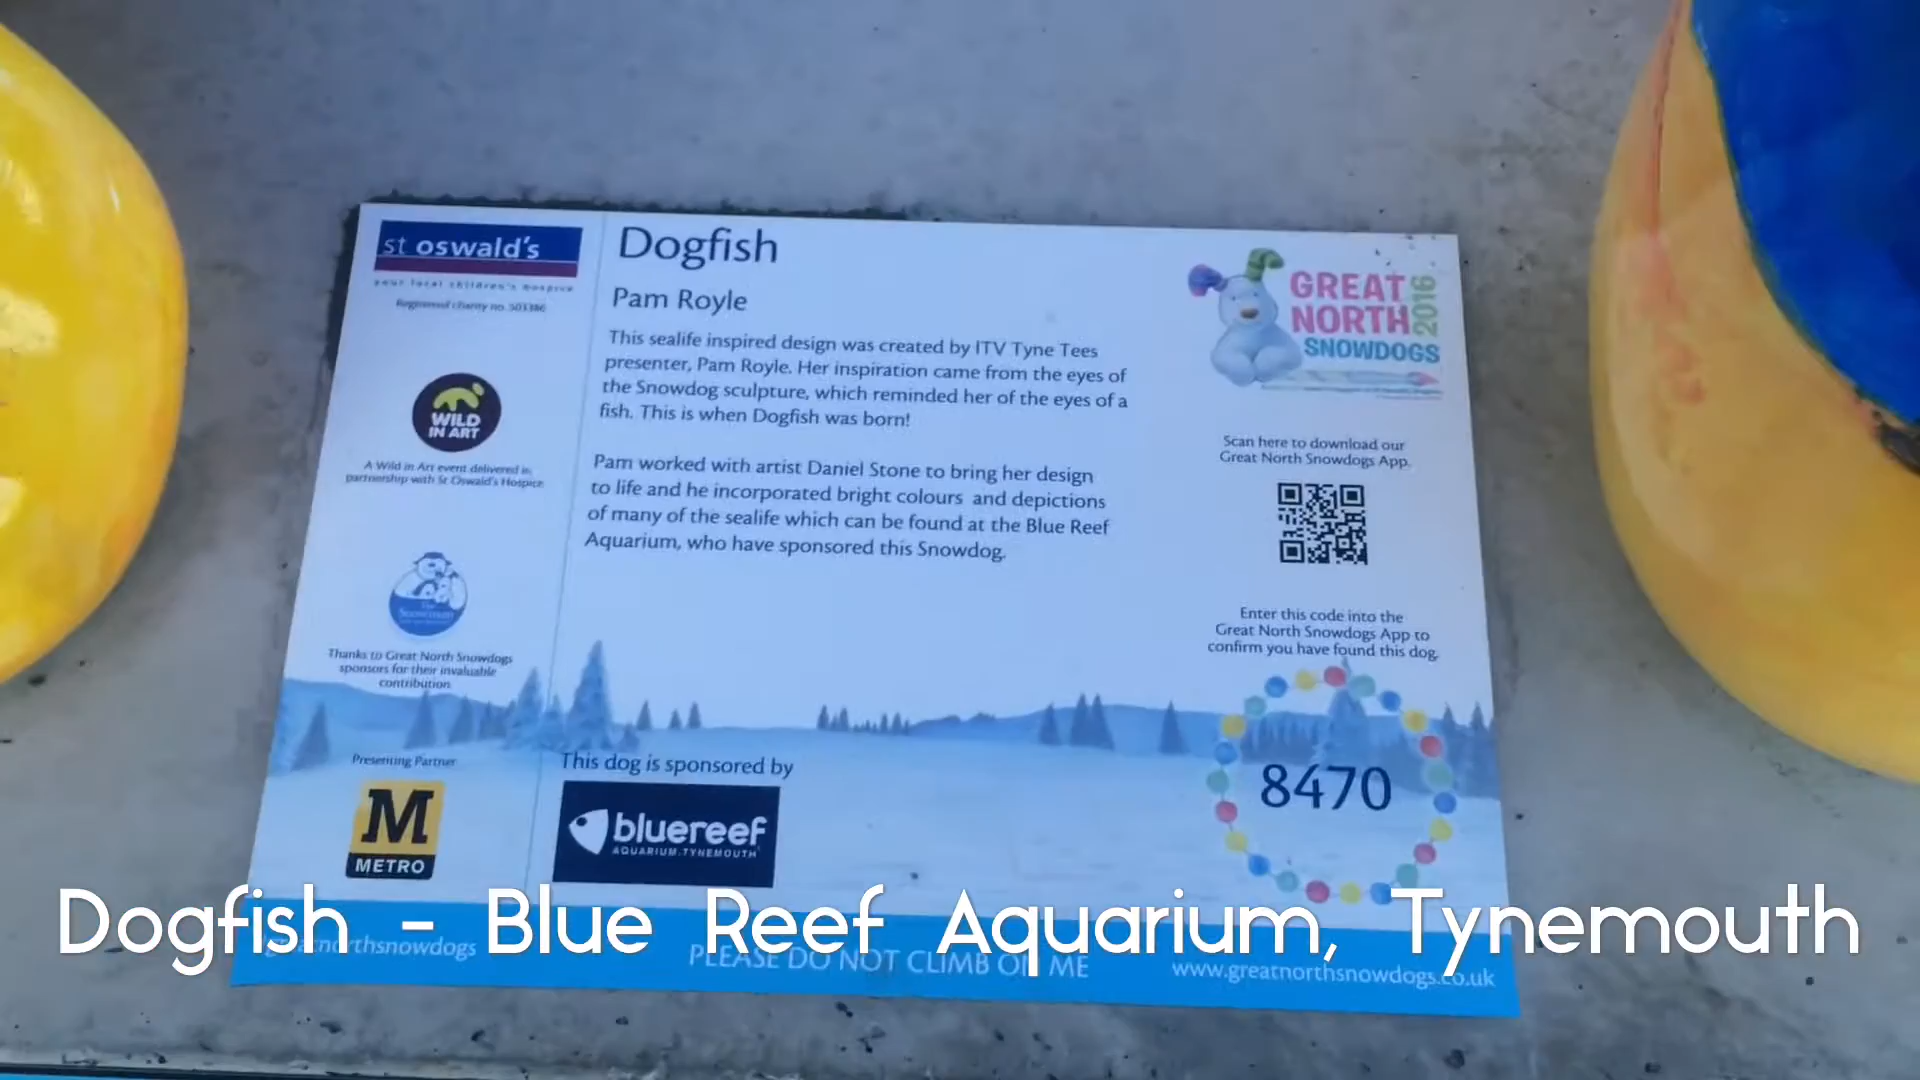 st oswald's
your local children's hospice
Registered charity no. 503386
WILD
IN ART
A Wild in Art event delivered in
partnership with St Oswald's Hospice
The
Snowman
Thanks to Great North Snowdogs
sponsors for their invaluable
contribution
Presenting Partner
M
METRO
Dogfish
Pam Royle
This sealife inspired design was created by ITV Tyne Tees
presenter, Pam Royle. Her inspiration came from the eyes of
the Snowdog sculpture, which reminded her of the eyes of a
fish. This is when Dogfish was born!
Pam worked with artist Daniel Stone to bring her design
to life and he incorporated bright colours and depictions
of many of the sealife which can be found at the Blue Reef
Aquarium, who have sponsored this Snowdog.
This dog is sponsored by
bluereef
AQUARIUM.TYNEMOUTH
GREAT
NORTH
SNOWDOGS
2016
Scan here to download our
Great North Snowdogs App.
Enter this code into the
Great North Snowdogs App to
confirm you have found this dog.
8470
/greatnorthsnowdogs
PLEASE DO NOT CLIMB ON ME
www.greatnorthsnowdogs.co.uk
Dogfish - Blue Reef Aquarium, Tynemouth